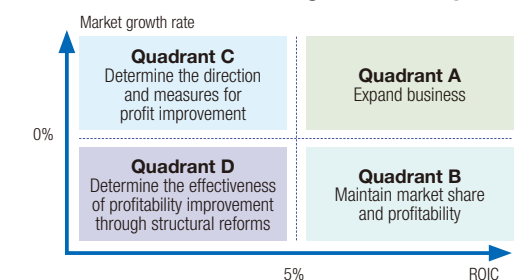 Market growth rate
Quadrant C
Determine the direction
and measures for
profit improvement
Quadrant A
Expand business
0%
Quadrant D
Determine the effectiveness
of profitability improvement
through structural reforms
Quadrant B
Maintain market share
and profitability
5%
ROIC